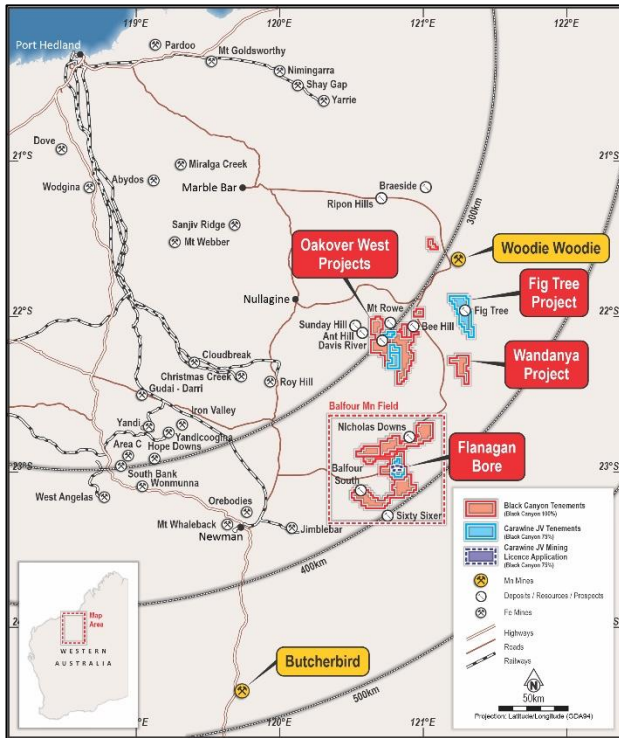 119°E
120°E
121°E
122°E
Port Hedland
Pardoo
Mt Goldsworthy
Nimingarra
Shay Gap
Yarrie
21°S
21°S
Dove
Miralga Creek
Wodgina
Abydos
Marble Bar
Braeside
Ripon Hills
300km
Sanjiv Ridge
Mt Webber
Oakover West
Projects
Woodie Woodie
22°S
22°S
Nullagine
Mt Rowe
Fig Tree
Fig Tree
Project
Sunday Hill
Ant Hill
Davis River
Bee Hill
Cloudbreak
Christmas Creek
Roy Hill
Wandanya
Project
Gudai - Darri
Iron Valley
Balfour Mn Field
Yandi
Yandicoogina
Nicholas Downs
Area C
Hope Downs
Flanagan
Bore
23°S
23°S
South Bank
Wonmunna
Balfour
South
West Angelas
Orebodies
Mt Whaleback
Newman
Jimblebar
Sixty Sixer
400km
Black Canyon Tenements
(Black Canyon 100%)
Carawine JV Tenements
(Black Canyon 75%)
Carawine JV Mining
Licence Application
(Black Canyon 75%)
Mn Mines
Deposits / Resources / Prospects
Fe Mines
Highways
Roads
Railways
N
50km
Projection: Latitude/Longitude (GDA94)
Map
Area
WESTERN
AUSTRALIA
24°
Butcherbird
500km
119°E
120°E
121°E
122°E